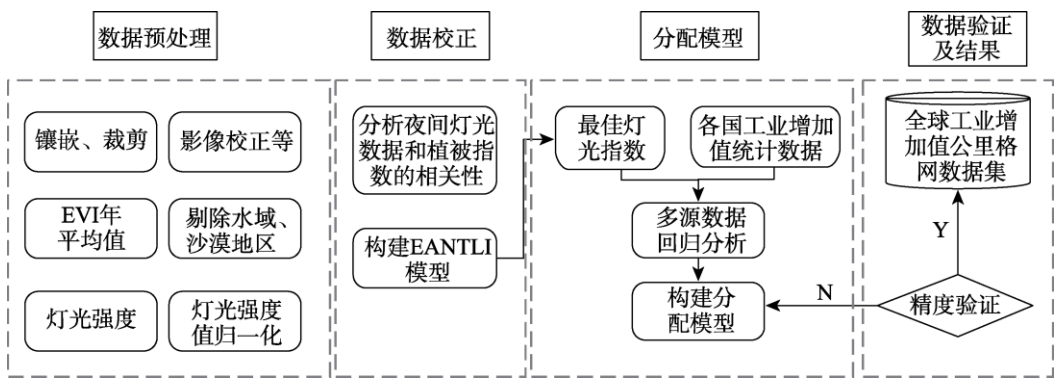 数据预处理
数据校正
分配模型
数据验证
及结果
镶嵌、裁剪
影像校正等
EVI年
平均值
剔除水域、
沙漠地区
灯光强度
灯光强度
值归一化
分析夜间灯光
数据和植被指
数的相关性
构建EANTLI
模型
最佳灯
光指数
各国工业增加
值统计数据
多源数据
回归分析
构建分
配模型
全球工业增
加值公里格
网数据集
Y
N
精度验证